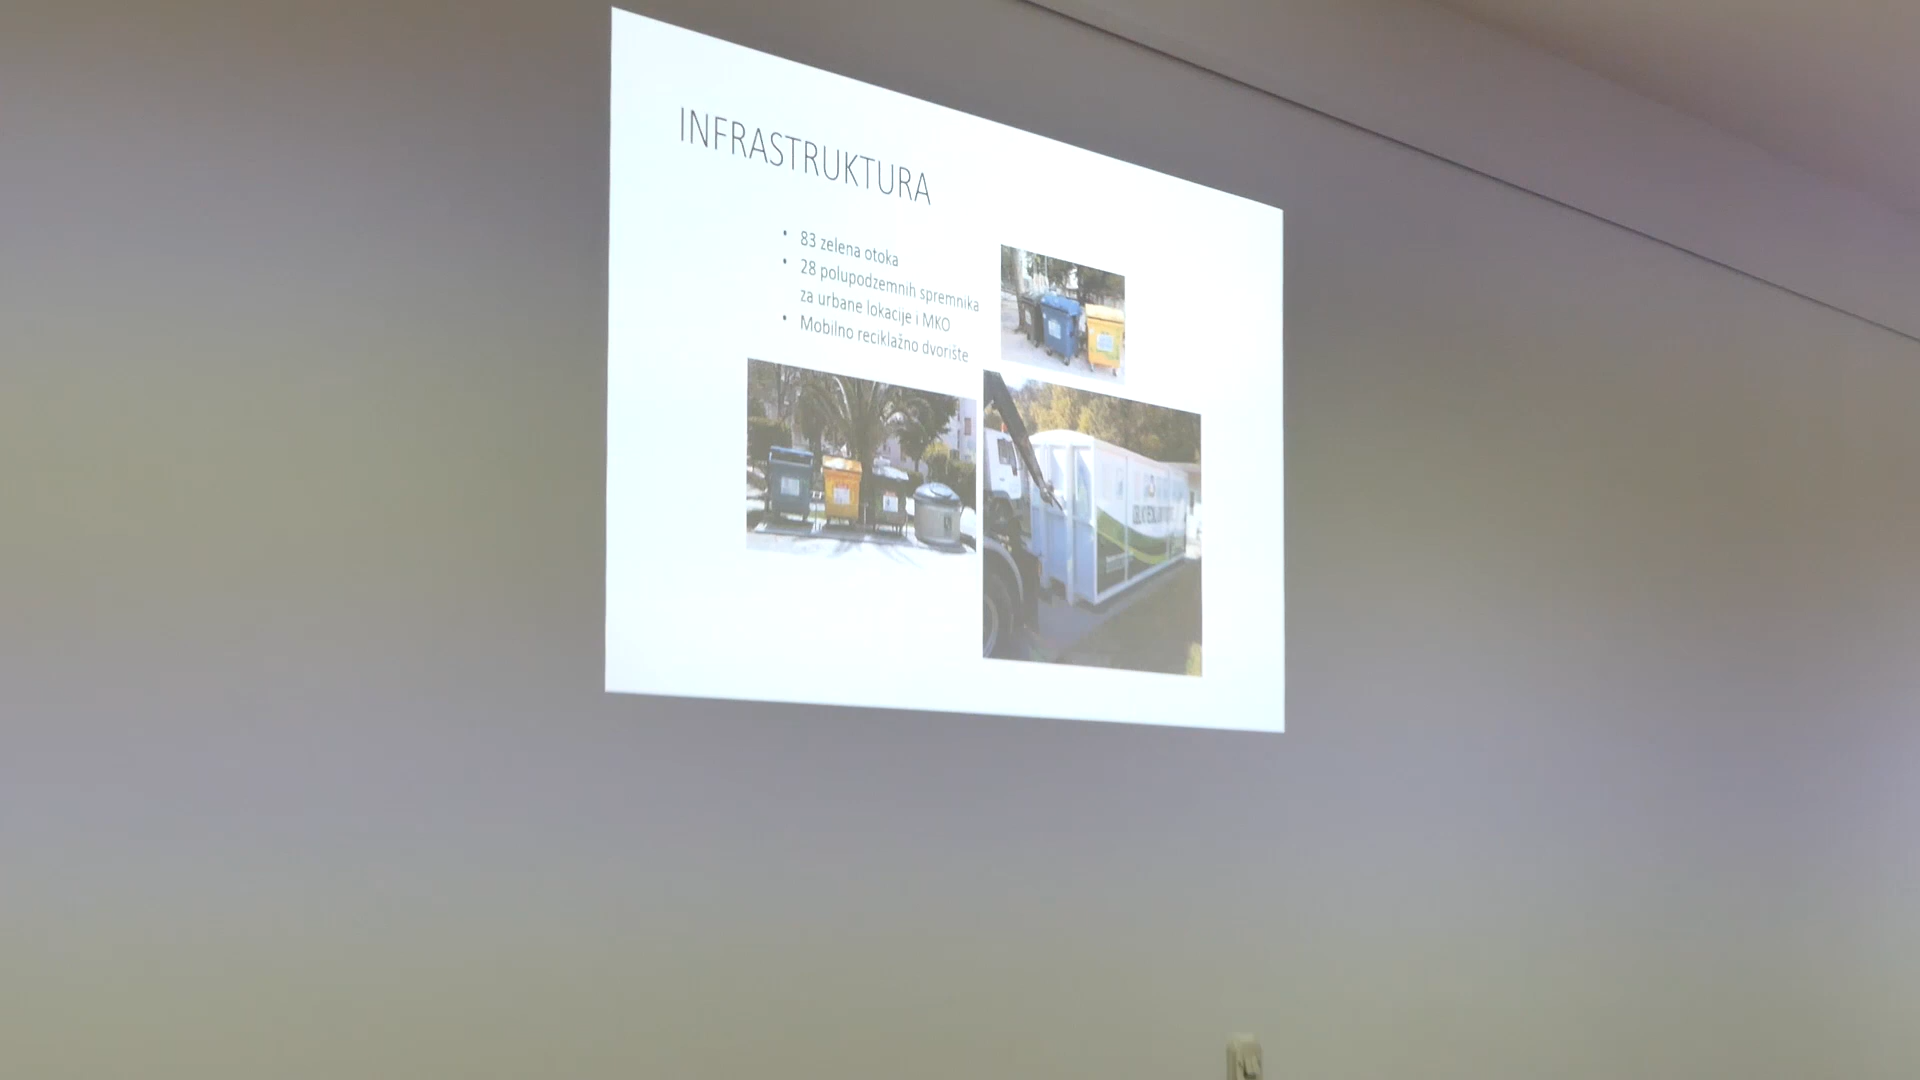 INFRASTRUKTURA
• 83 zelena otoka
• 28 polupodzemnih spremnika
za urbane lokacije i MKO
• Mobilno reciklažno dvorište